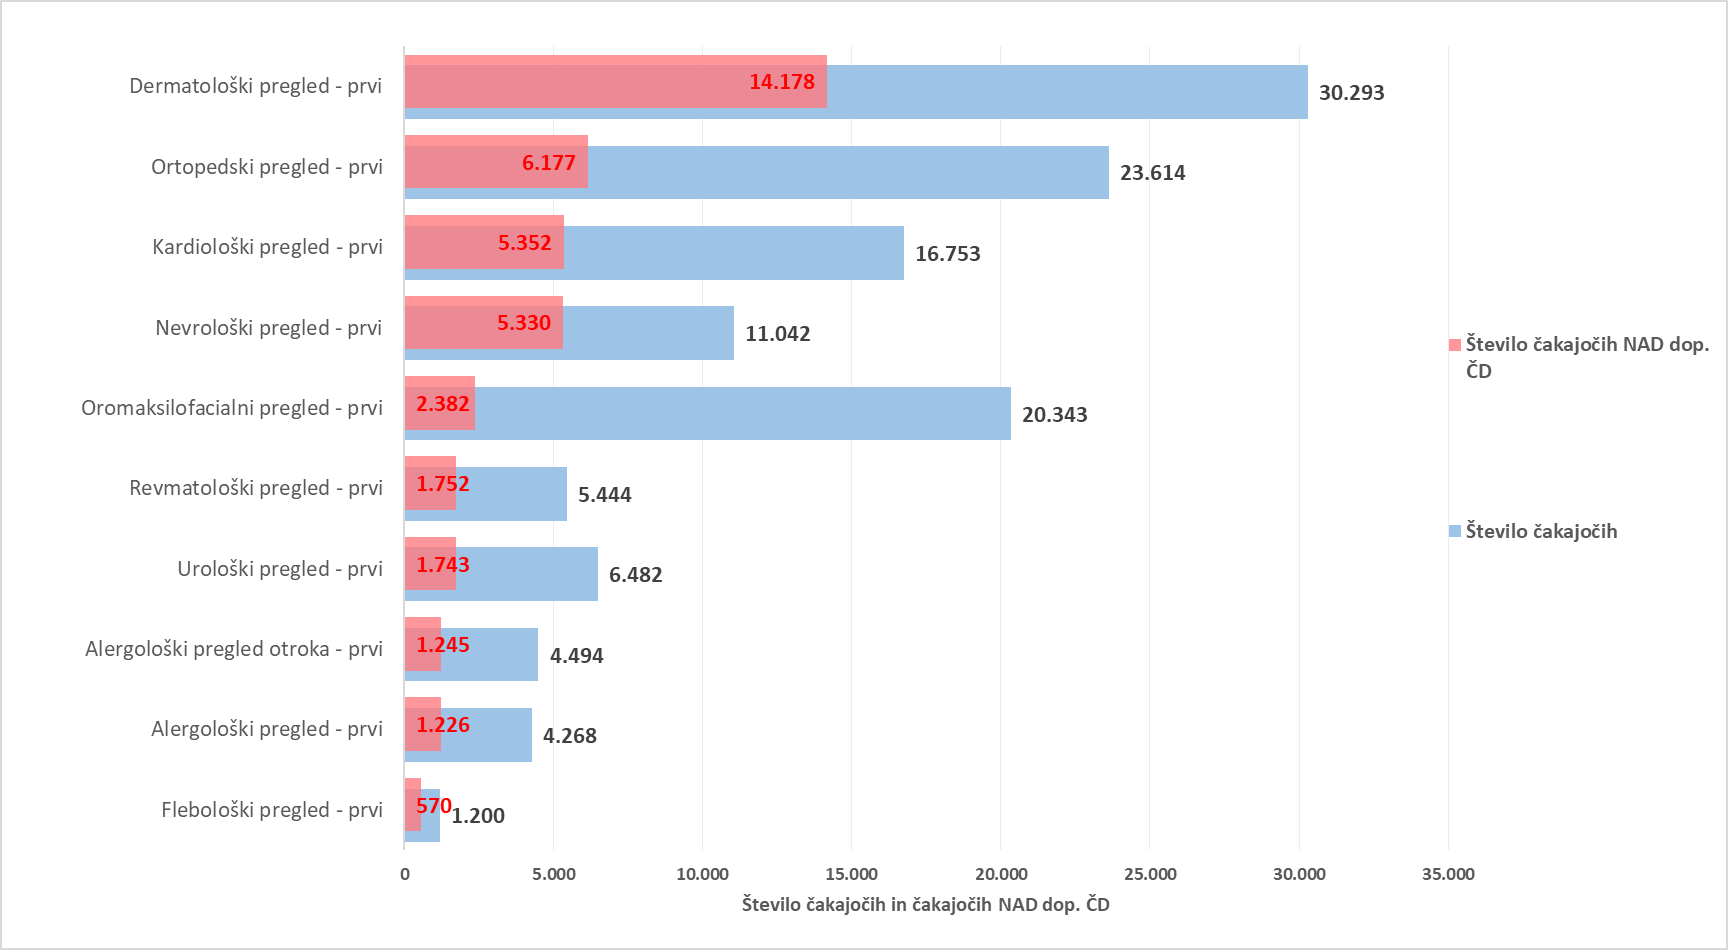 Dermatološki pregled - prvi
14.178
30.293
Ortopedski pregled - prvi
6.177
23.614
Kardiološki pregled - prvi
5.352
16.753
Nevrološki pregled - prvi
5.330
11.042
Oromaksilofacialni pregled - prvi
2.382
20.343
Revmatološki pregled - prvi
1.752
5.444
Urološki pregled - prvi
1.743
6.482
Alergološki pregled otroka - prvi
1.245
4.494
Alergološki pregled - prvi
1.226
4.268
Flebološki pregled - prvi
570
1.200
0 5.000 10.000 15.000 20.000 25.000 30.000 35.000
Število čakajočih in čakajočih NAD dop. ČD
Število čakajočih NAD dop.
ČD
Število čakajočih